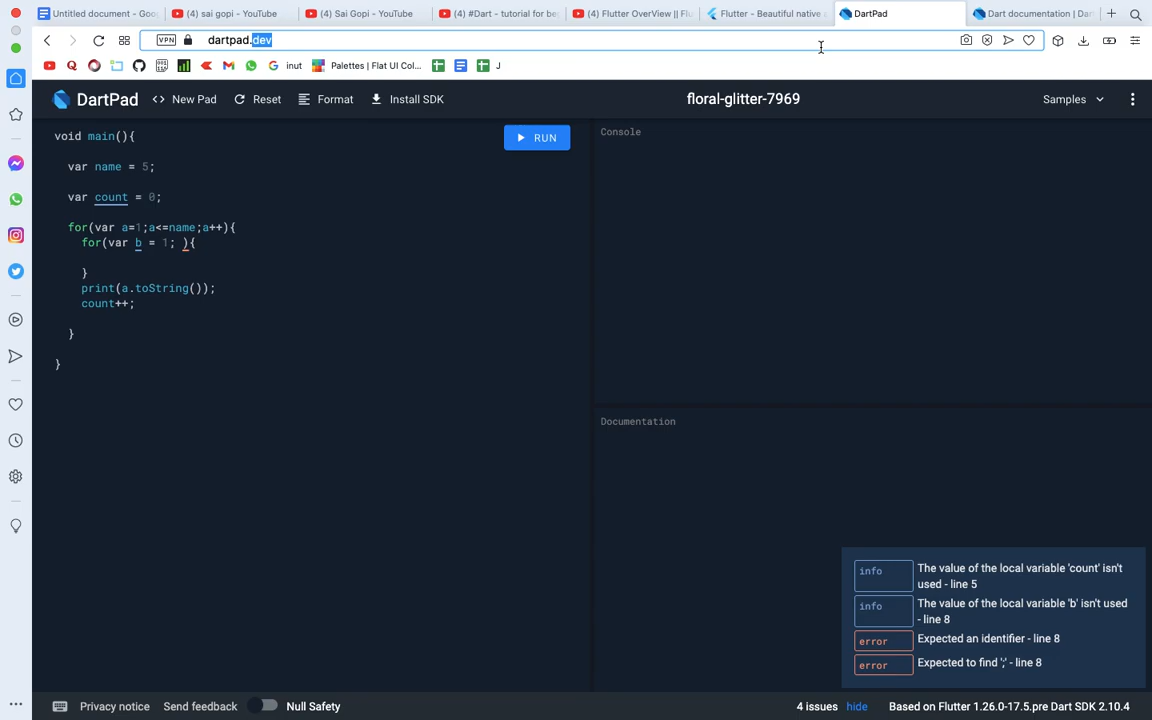 Untitled document - Goo
(4) sai gopi - YouTube
(4) Sai Gopi - YouTube
(4) #Dart - tutorial for be
(4) Flutter OverView || Flu
Flutter - Beautiful native s
DartPad
Dart documentation | Dar
VPN
dartpad.dev
inut
Palettes | Flat UI Col...
J
DartPad
<> New Pad
Reset
Format
Install SDK
floral-glitter-7969
Samples
void main(){
var name = 5;
var count = 0;
for(var a=1;a<=name;a++){
for(var b = 1; ){
}
print(a.toString());
count++;
}
}
RUN
Console
Documentation
info
The value of the local variable 'count' isn't
used - line 5
info
The value of the local variable 'b' isn't used
- line 8
error
Expected an identifier - line 8
error
Expected to find ';' - line 8
Privacy notice
Send feedback
Null Safety
4 issues
hide
Based on Flutter 1.26.0-17.5.pre Dart SDK 2.10.4